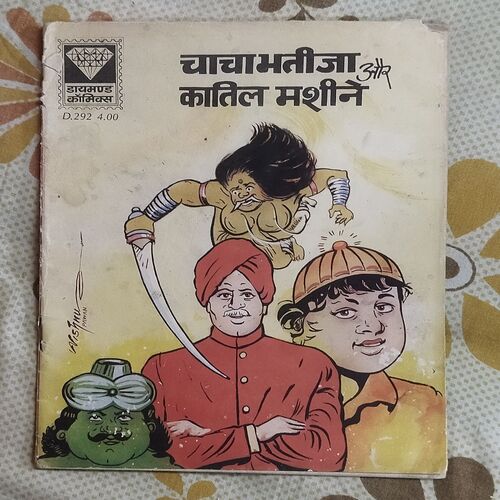 चाचा भतीजा और
कातिल मशीने
डायमण्ड
कॉमिक्स
D.292 4.00